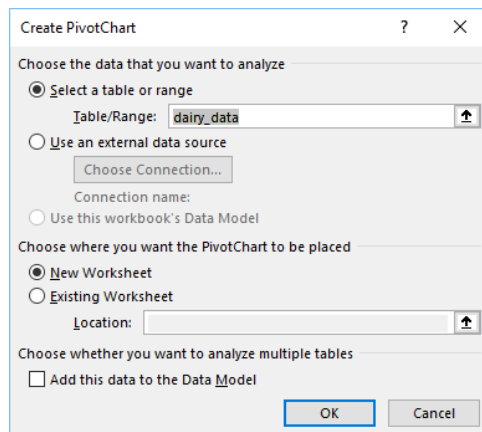 Create PivotChart ?
Choose the data that you want to analyze
Select a table or range
Table/Range: dairy_data
Use an external data source
Choose Connection...
Connection name:
Use this workbook's Data Model
Choose where you want the PivotChart to be placed
New Worksheet
Existing Worksheet
Location:
Choose whether you want to analyze multiple tables
Add this data to the Data Model
OK Cancel